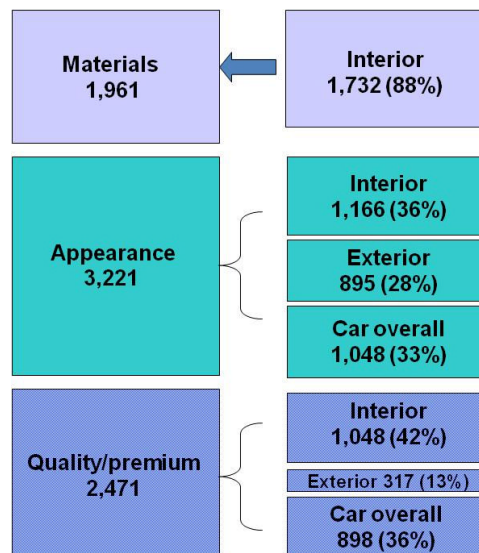 Materials
1,961
Interior
1,732 (88%)
Appearance
3,221
Interior
1,166 (36%)
Exterior
895 (28%)
Car overall
1,048 (33%)
Quality/premium
2,471
Interior
1,048 (42%)
Exterior 317 (13%)
Car overall
898 (36%)